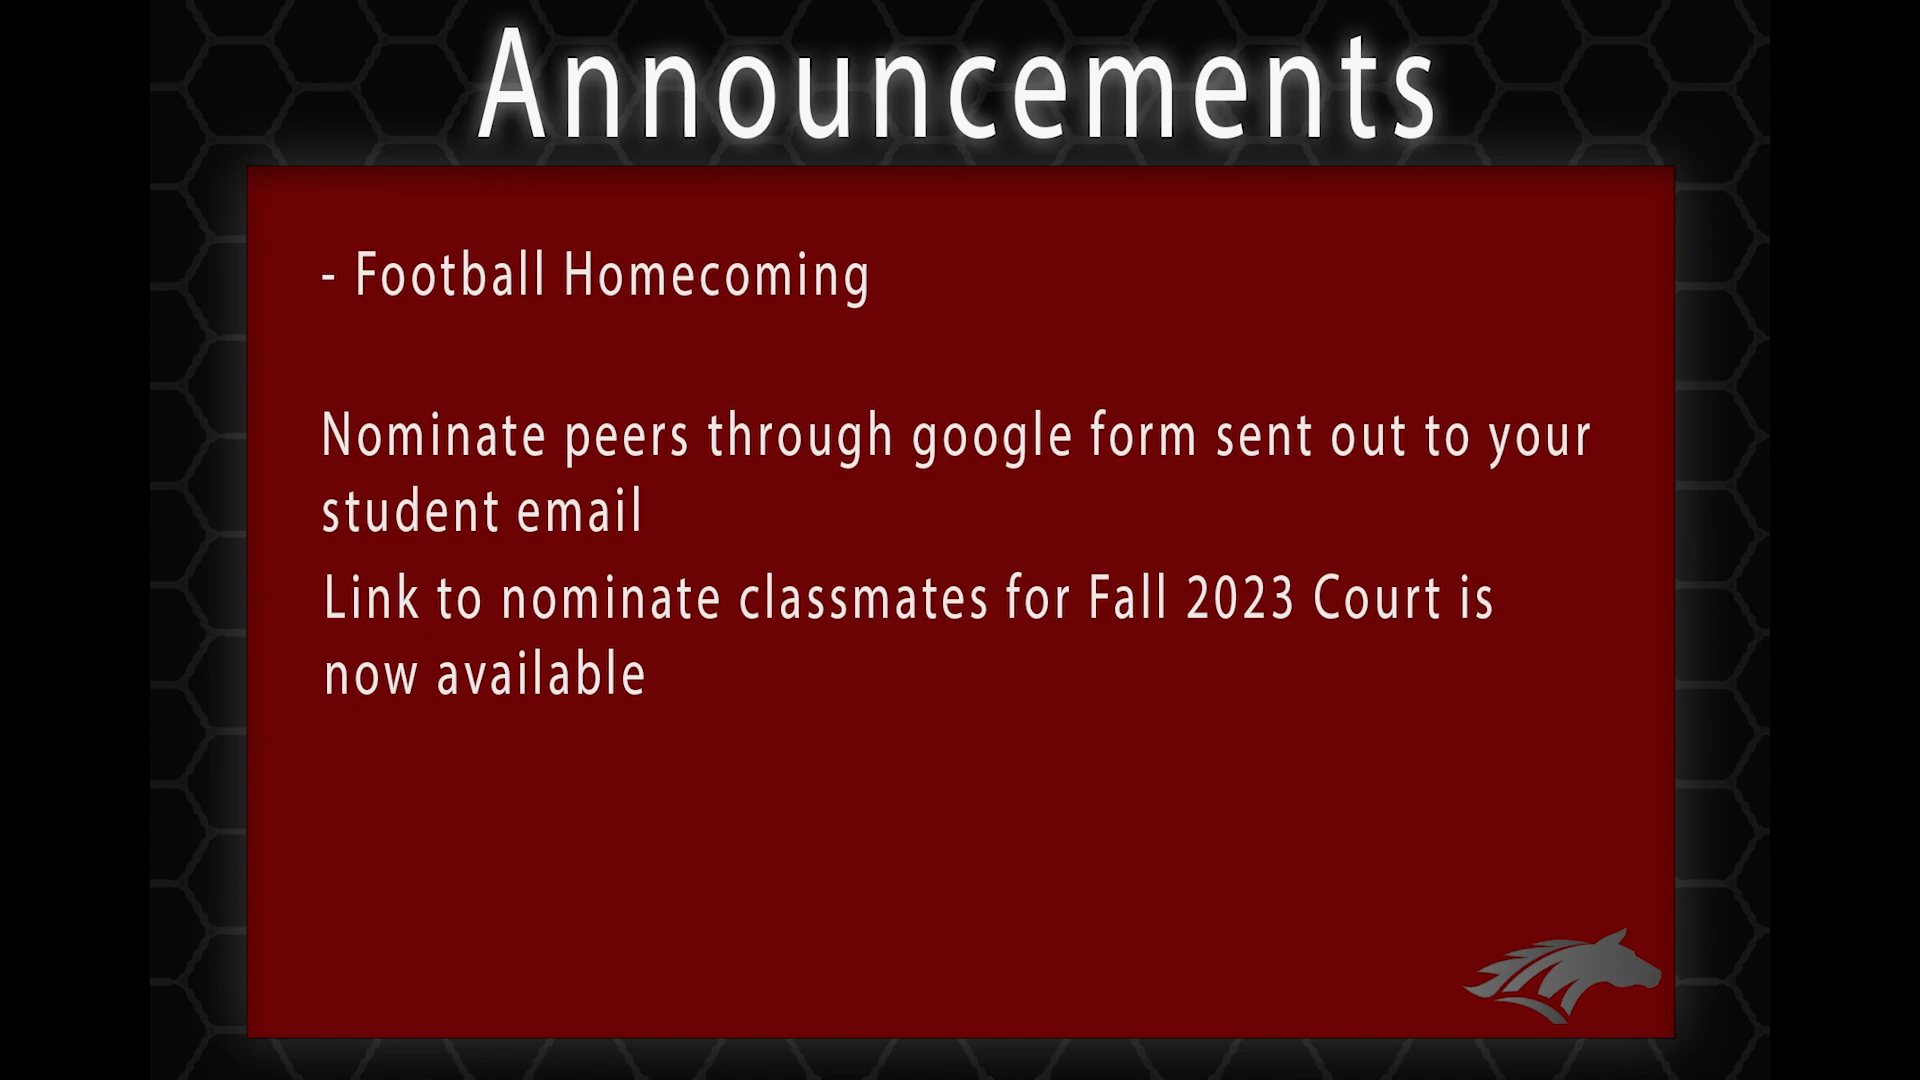 Announcements
- Football Homecoming
Nominate peers through google form sent out to your
student email
Link to nominate classmates for Fall 2023 Court is
now available